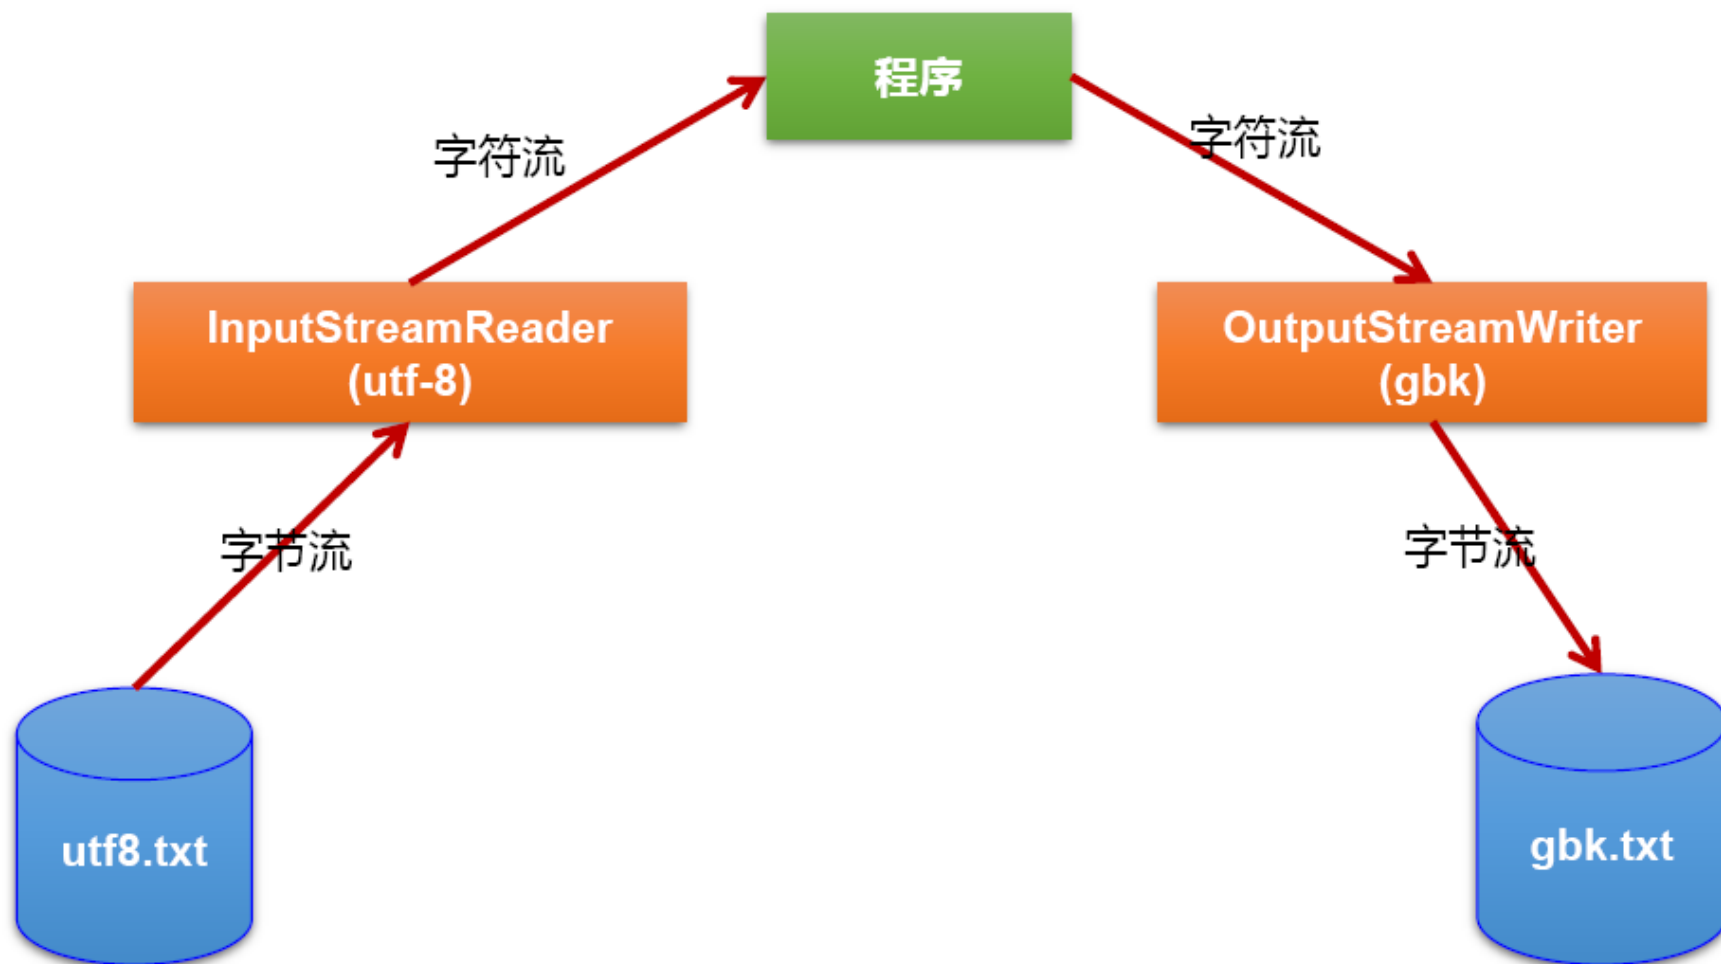 程序
字符流
字符流
InputStreamReader
(utf-8)
OutputStreamWriter
(gbk)
字节流
字节流
utf8.txt
gbk.txt